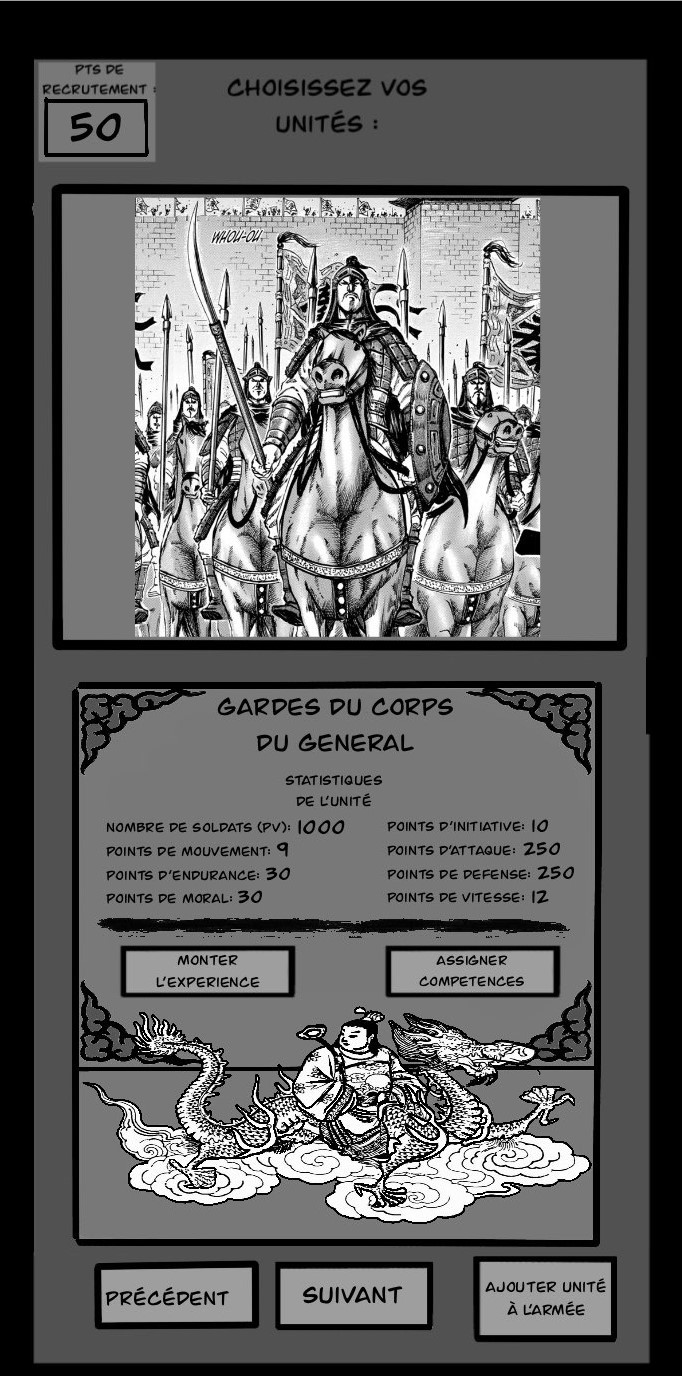 PTS DE
RECRUTEMENT :
50
CHOISISSEZ VOS
UNITÉS :
WHOU-OU
GARDES DU CORPS
DU GENERAL
STATISTIQUES
DE L'UNITÉ
NOMBRE DE SOLDATS (PV): 1000
POINTS DE MOUVEMENT: 9
POINTS D'ENDURANCE: 30
POINTS DE MORAL: 30
POINTS D'INITIATIVE: 10
POINTS D'ATTAQUE: 250
POINTS DE DEFENSE: 250
POINTS DE VITESSE: 12
MONTER
L'EXPERIENCE
ASSIGNER
COMPETENCES
PRÉCÉDENT
SUIVANT
AJOUTER UNITÉ
À L'ARMÉE